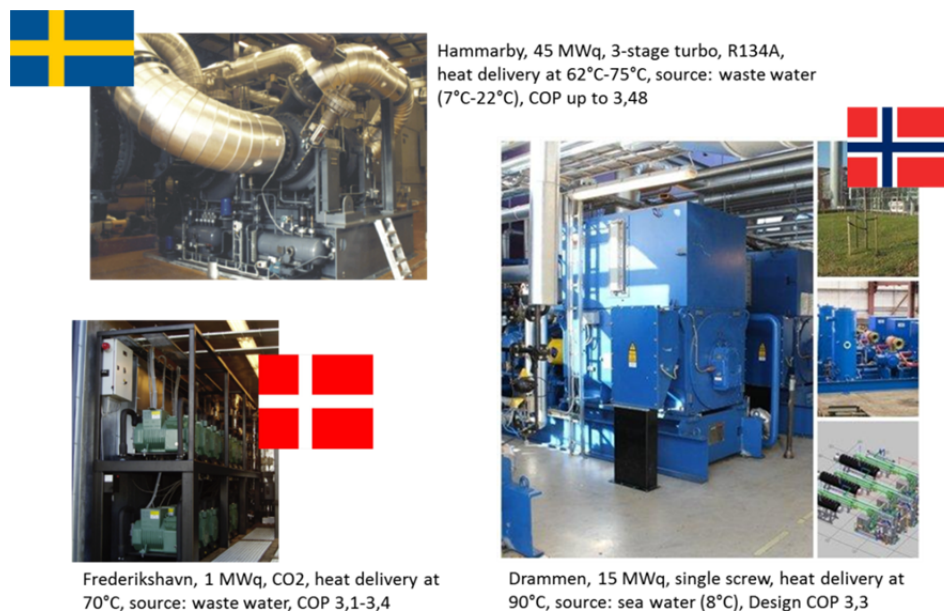 Hammarby, 45 MWq, 3-stage turbo, R134A,
heat delivery at 62°C-75°C, source: waste water
(7°C-22°C), COP up to 3,48
Frederikshavn, 1 MWq, CO2, heat delivery at
70°C, source: waste water, COP 3,1-3,4
Drammen, 15 MWq, single screw, heat delivery at
90°C, source: sea water (8°C), Design COP 3,3